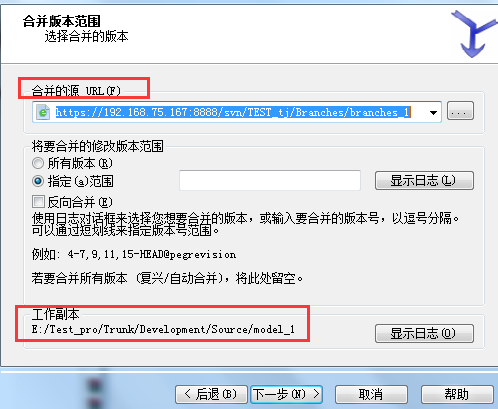 合并版本范围
选择合并的版本
合并的源 URL(F)
https://192.168.75.167:8888/svn/TEST_tj/Branches/branches_1
...
将要合并的修改版本范围
所有版本(R)
指定(a)范围
显示日志(L)
反向合并(E)
使用日志对话框来选择您想要合并的版本，或输入要合并的版本号，以逗号分隔。
可以通过短划线来指定版本号范围。
例如: 4-7,9,11,15-HEAD@pegrevision
若要合并所有版本 (复兴/自动合并)，将此处留空。
工作副本
E:/Test_pro/Trunk/Development/Source/model_1
显示日志(O)
< 后退(B)
下一步(N) >
取消
帮助